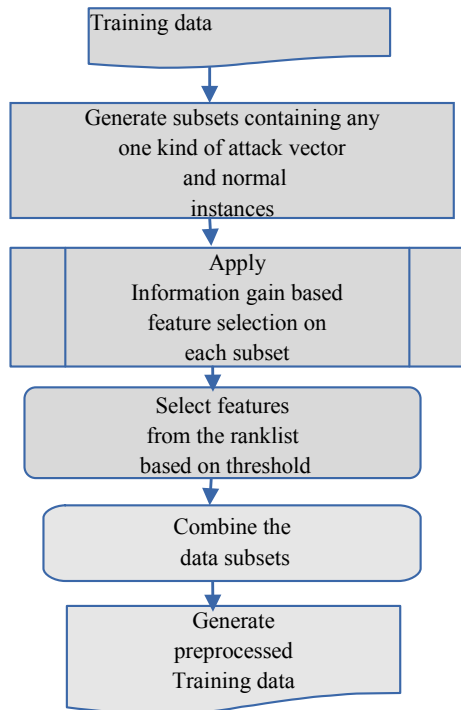 Training data
Generate subsets containing any
one kind of attack vector
and normal
instances
Apply
Information gain based
feature selection on
each subset
Select features
from the ranklist
based on threshold
Combine the
data subsets
Generate
preprocessed
Training data